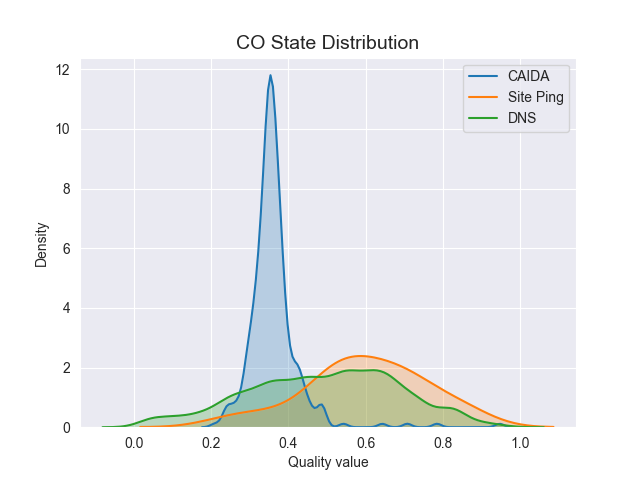 CO State Distribution
CAIDA
Site Ping
DNS
12
10
8
6
4
2
0
Density
0.0 0.2 0.4 0.6 0.8 1.0
Quality value